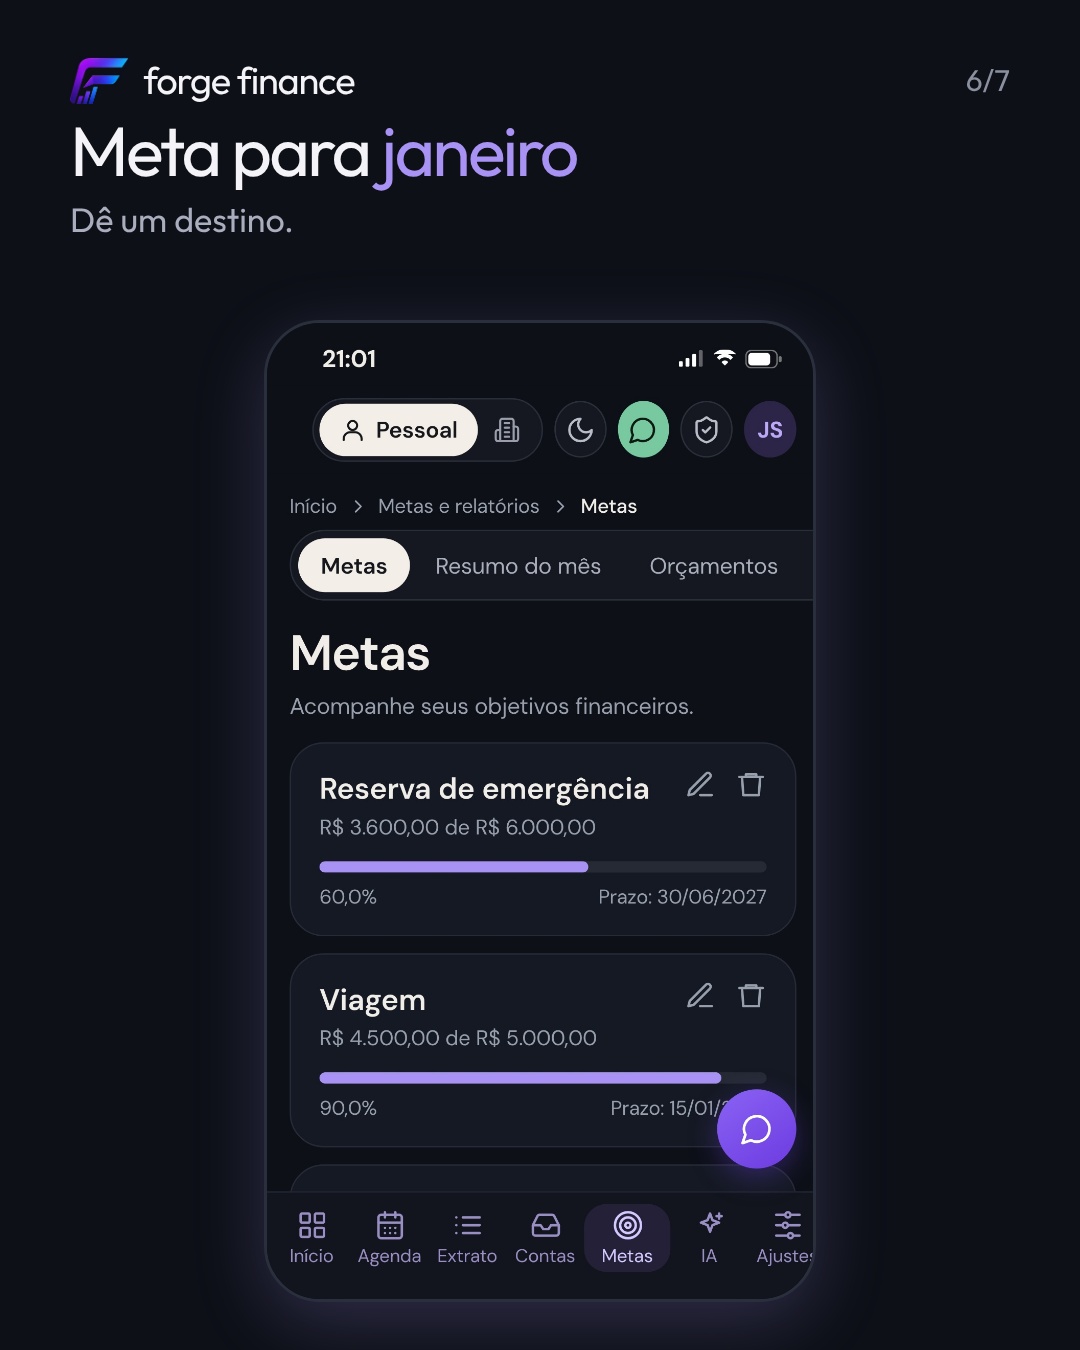 forge finance
6/7
Meta para janeiro
Dê um destino.
21:01
Pessoal
JS
Início > Metas e relatórios > Metas
Metas Resumo do mês Orçamentos
Metas
Acompanhe seus objetivos financeiros.
Reserva de emergência
R$ 3.600,00 de R$ 6.000,00
60,0% Prazo: 30/06/2027
Viagem
R$ 4.500,00 de R$ 5.000,00
90,0% Prazo: 15/01/
Início Agenda Extrato Contas Metas IA Ajustes